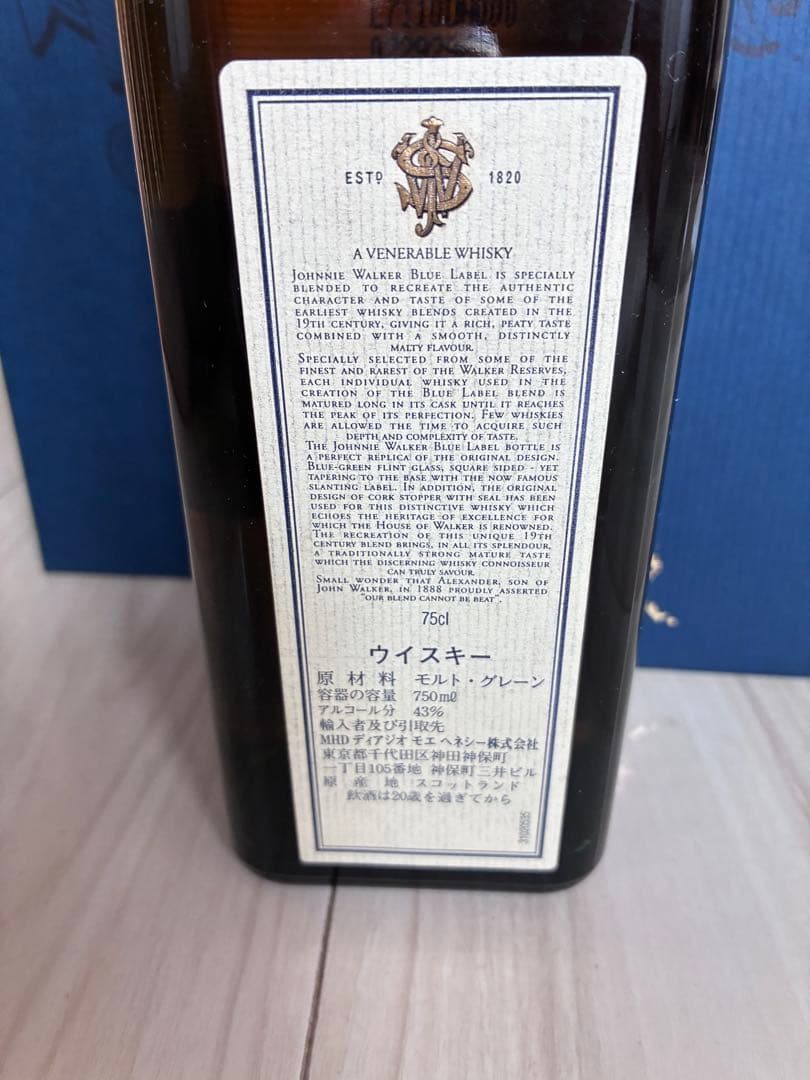 ESTD 1820
A VENERABLE WHISKY
JOHNNIE WALKER BLUE LABEL IS SPECIALLY
BLENDED TO RECREATE THE AUTHENTIC
CHARACTER AND TASTE OF SOME OF THE
EARLIEST WHISKY BLENDS CREATED IN THE
19TH CENTURY, GIVING IT A RICH, PEATY TASTE
COMBINED WITH A SMOOTH, DISTINCTLY
MALTY FLAVOUR.
SPECIALLY SELECTED FROM SOME OF THE
FINEST AND RAREST OF THE WALKER RESERVES,
EACH INDIVIDUAL WHISKY USED IN THE
CREATION OF THE BLUE LABEL BLEND IS
MATURED LONG IN ITS CASK UNTIL IT REACHES
THE PEAK OF ITS PERFECTION. FEW WHISKIES
ARE ALLOWED THE TIME TO ACQUIRE SUCH
DEPTH AND COMPLEXITY OF TASTE.
THE JOHNNIE WALKER BLUE LABEL BOTTLE IS
A PERFECT REPLICA OF THE ORIGINAL DESIGN.
BLUE-GREEN FLINT GLASS, SQUARE SIDED - YET
TAPERING TO THE BASE WITH THE NOW FAMOUS
SLANTING LABEL. IN ADDITION, THE ORIGINAL
DESIGN OF CORK STOPPER WITH SEAL HAS BEEN
USED FOR THIS DISTINCTIVE WHISKY WHICH
ECHOES THE HERITAGE OF EXCELLENCE FOR
WHICH THE HOUSE OF WALKER IS RENOWNED.
THE RECREATION OF THIS UNIQUE 19TH
CENTURY BLEND BRINGS, IN ALL ITS SPLENDOUR,
A TRADITIONALLY STRONG MATURE TASTE
WHICH THE DISCERNING WHISKY CONNOISSEUR
CAN TRULY SAVOUR.
SMALL WONDER THAT ALEXANDER, SON OF
JOHN WALKER, IN 1888 PROUDLY ASSERTED
"OUR BLEND CANNOT BE BEAT".
75cl
ウイスキー
原材料 モルト・グレーン
容器の容量 750mℓ
アルコール分 43%
輸入者及び引取先
MHD ディアジオ モエ ヘネシー株式会社
東京都千代田区神田神保町
一丁目105番地 神保町三井ビル
原産地 スコットランド
飲酒は20歳を過ぎてから